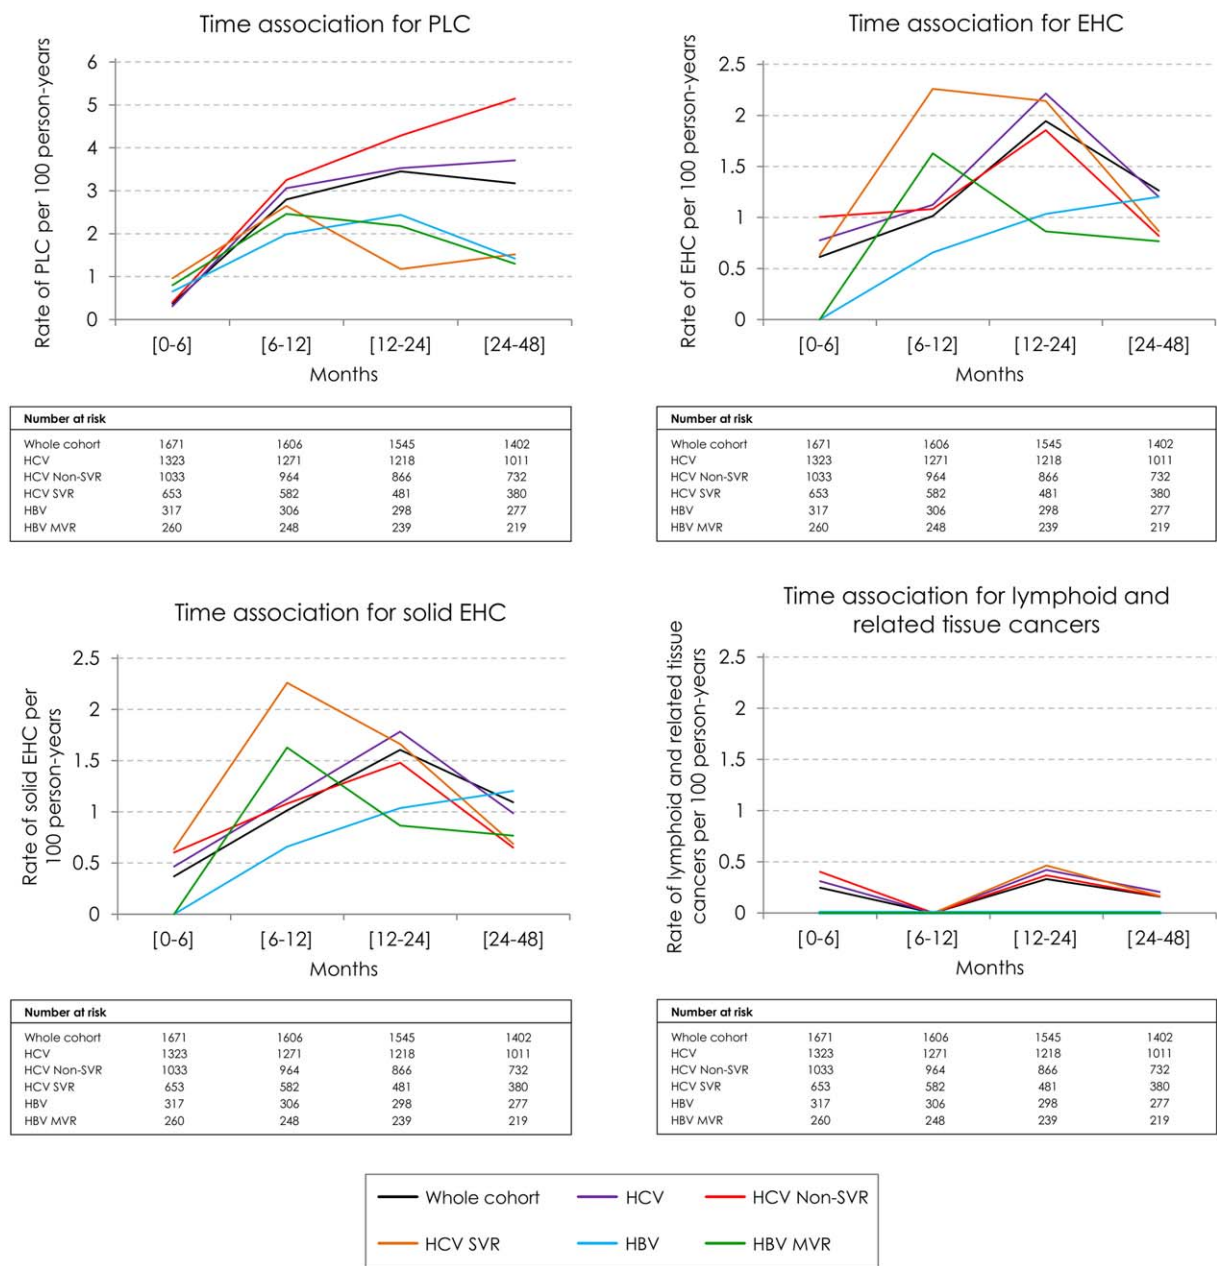 Time association for PLC
Rate of PLC per 100 person-years
6
5
4
3
2
1
0
[0-6] [6-12] [12-24] [24-48]
Months
Number at risk
Whole cohort 1671 1606 1545 1402
HCV 1323 1271 1218 1011
HCV Non-SVR 1033 964 866 732
HCV SVR 653 582 481 380
HBV 317 306 298 277
HBV MVR 260 248 239 219
Time association for EHC
Rate of EHC per 100 person-years
2.5
2
1.5
1
0.5
0
[0-6] [6-12] [12-24] [24-48]
Months
Number at risk
Whole cohort 1671 1606 1545 1402
HCV 1323 1271 1218 1011
HCV Non-SVR 1033 964 866 732
HCV SVR 653 582 481 380
HBV 317 306 298 277
HBV MVR 260 248 239 219
Time association for solid EHC
Rate of solid EHC per
100 person-years
2.5
2
1.5
1
0.5
0
[0-6] [6-12] [12-24] [24-48]
Months
Number at risk
Whole cohort 1671 1606 1545 1402
HCV 1323 1271 1218 1011
HCV Non-SVR 1033 964 866 732
HCV SVR 653 582 481 380
HBV 317 306 298 277
HBV MVR 260 248 239 219
Time association for lymphoid and
related tissue cancers
Rate of lymphoid and related tissue
cancers per 100 person-years
2.5
2
1.5
1
0.5
0
[0-6] [6-12] [12-24] [24-48]
Months
Number at risk
Whole cohort 1671 1606 1545 1402
HCV 1323 1271 1218 1011
HCV Non-SVR 1033 964 866 732
HCV SVR 653 582 481 380
HBV 317 306 298 277
HBV MVR 260 248 239 219
Whole cohort HCV HCV Non-SVR
HCV SVR HBV HBV MVR